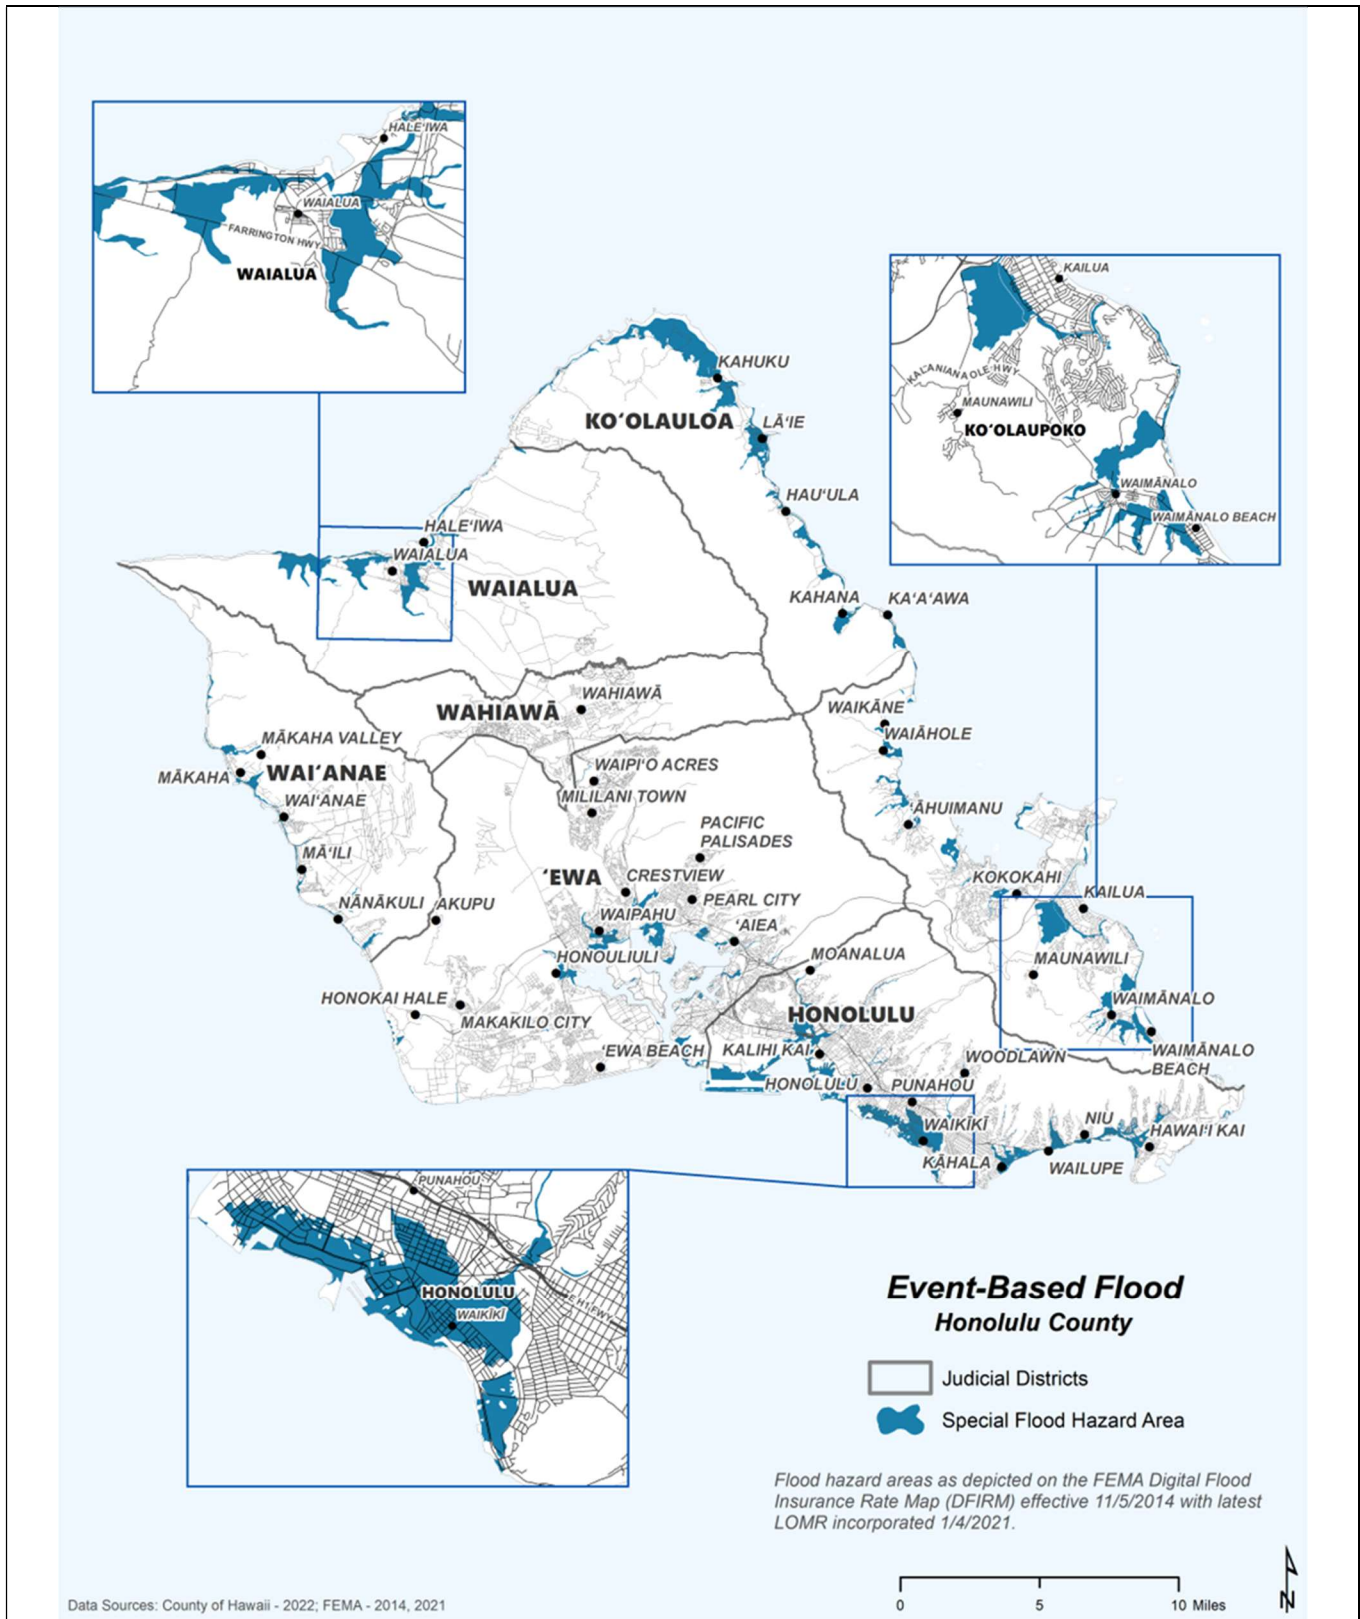 HALE‘IWA
WAIALUA
FARRINGTON HWY
WAIALUA
KAILUA
KALANIANAOLE HWY
MAUNAWILI
KO‘OLAUPOKO
WAIMĀNALO
WAIMĀNALO BEACH
KAHUKU
KO‘OLAULOA
LĀ‘IE
HAU‘ULA
HALE‘IWA
WAIALUA
WAIALUA
KAHANA
KA‘A‘AWA
WAHIAWĀ
WAHIAWĀ
WAIKĀNE
WAIĀHOLE
MĀKAHA VALLEY
MĀKAHA
WAI‘ANAE
WAI‘ANAE
WAIPI‘O ACRES
MILILANI TOWN
‘ĀHUIMANU
PACIFIC
PALISADES
MĀ‘ILI
‘EWA
CRESTVIEW
KOKOKAHI
KAILUA
NĀNĀKULI
AKUPU
PEARL CITY
WAIPAHU
‘AIEA
HONOULIULI
MOANALUA
MAUNAWILI
HONOKAI HALE
MAKAKILO CITY
HONOLULU
WAIMĀNALO
‘EWA BEACH
KALIHI KAI
WOODLAWN
WAIMĀNALO
BEACH
HONOLULU
PUNAHOU
WAIKĪKĪ
NIU
HAWAI‘I KAI
KĀHALA
WAILUPE
PUNAHOU
HONOLULU
E H1 FWY
WAIKĪKĪ
Event-Based Flood
Honolulu County
Judicial Districts
Special Flood Hazard Area
Flood hazard areas as depicted on the FEMA Digital Flood
Insurance Rate Map (DFIRM) effective 11/5/2014 with latest
LOMR incorporated 1/4/2021.
Data Sources: County of Hawaii - 2022; FEMA - 2014, 2021
0 5 10 Miles
N